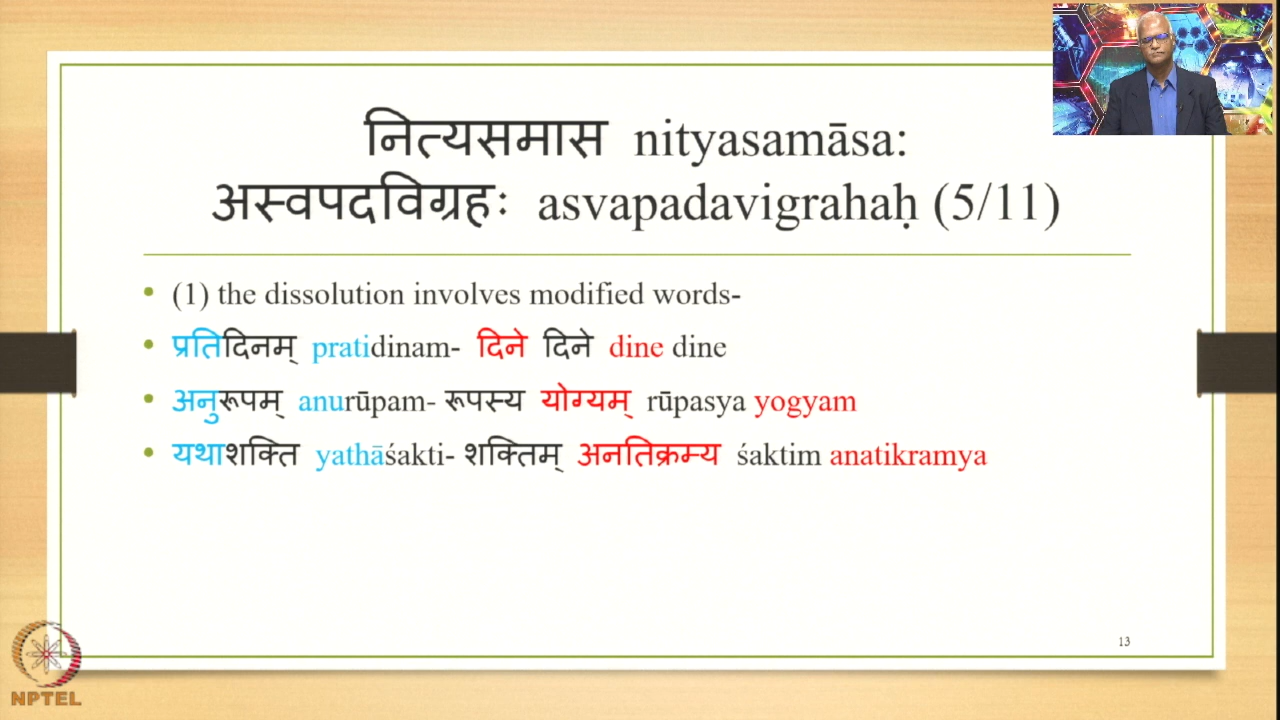 नित्यसमास nityasamāsa:
अस्वपदविग्रहः asvapadavigrahaḥ (5/11)
• (1) the dissolution involves modified words-
• प्रतिदिनम् pratidinam- दिने दिने dine dine
• अनुरूपम् anurūpam- रूपस्य योग्यम् rūpasya yogyam
• यथाशक्ति yathāśakti- शक्तिम् अनतिक्रम्य śaktim anatikramya
13
NPTEL